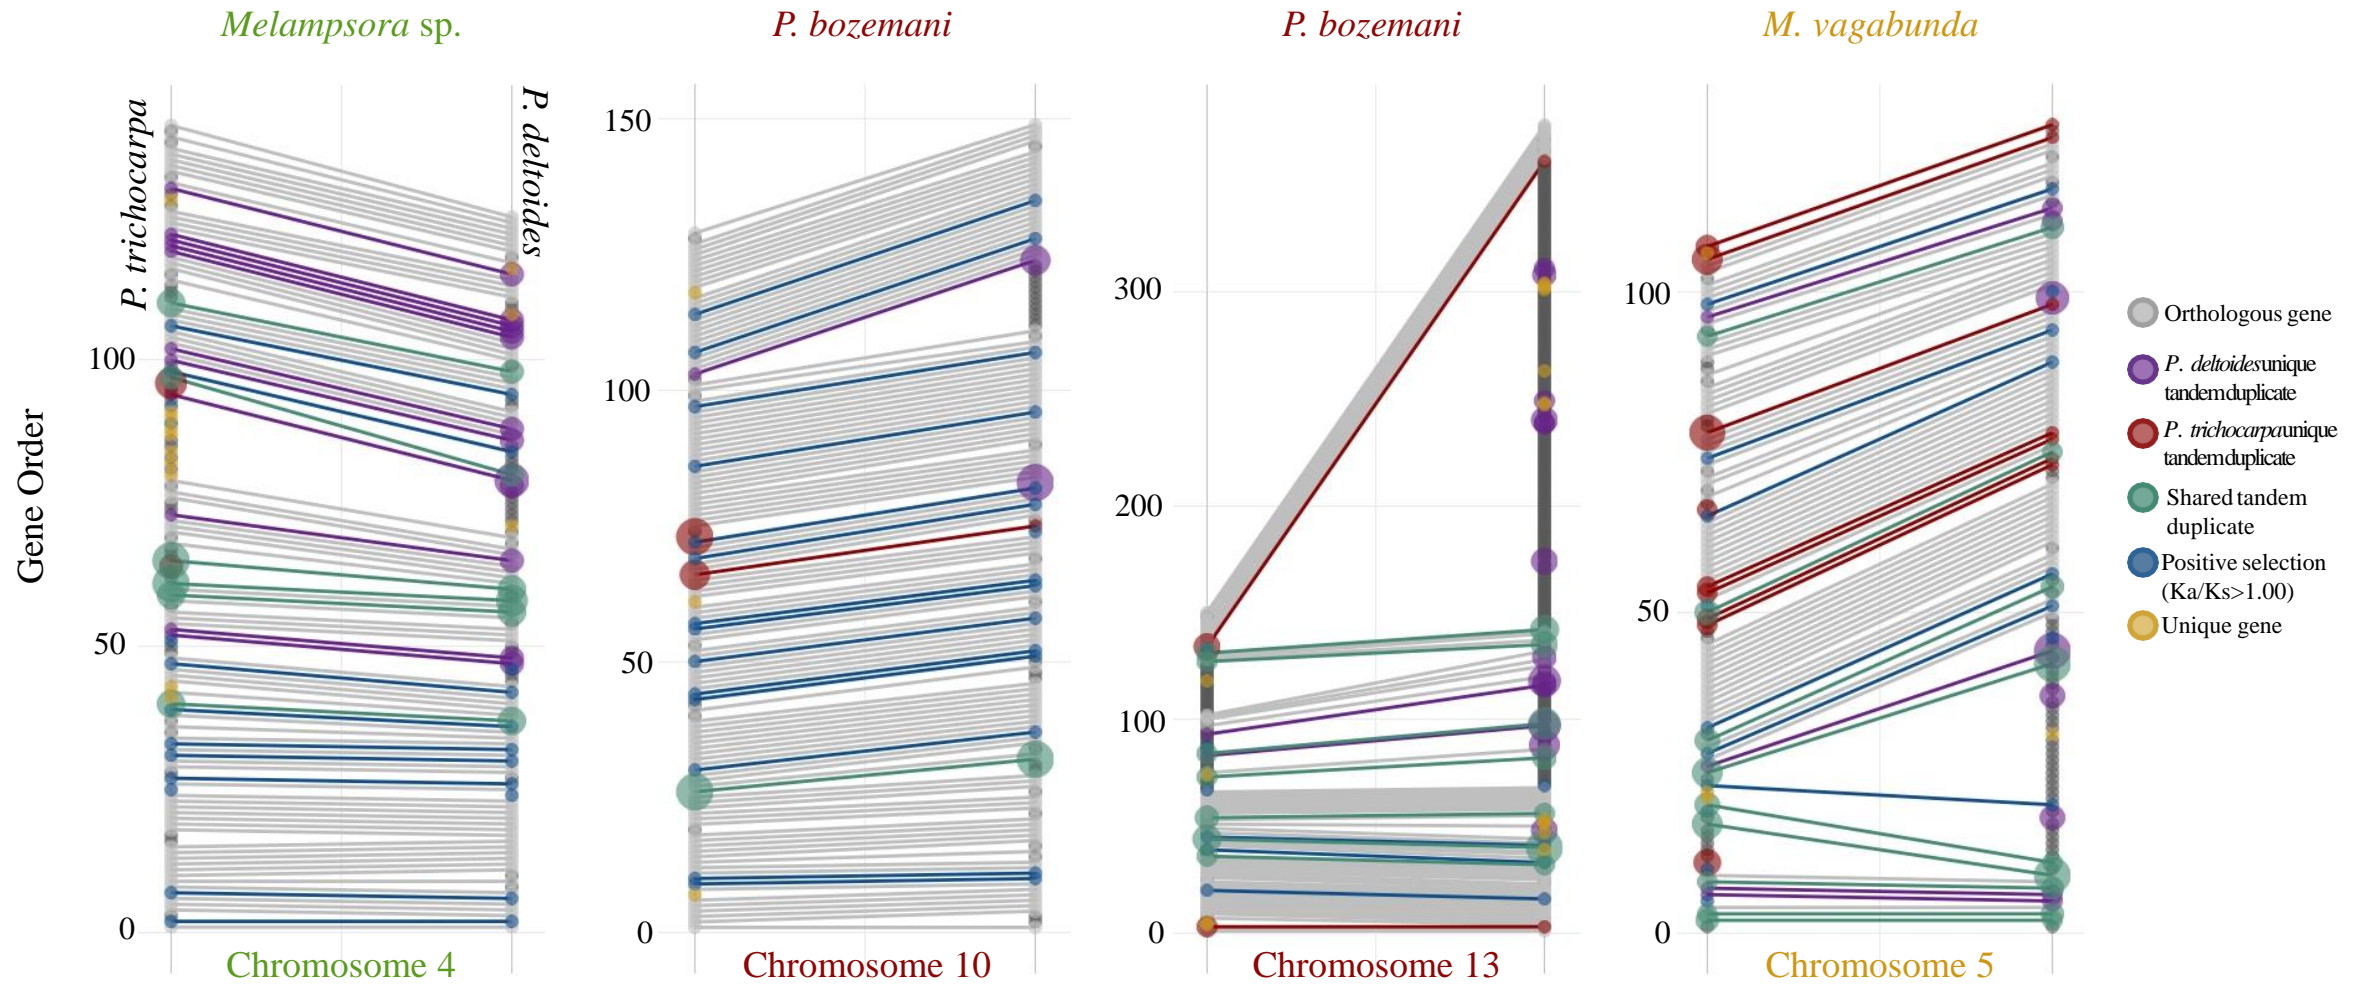 Melampsora sp.
P. bozemani
P. bozemani
M. vagabunda
P. trichocarpa
P. deltoides
Gene Order
100
50
0
150
100
50
0
300
200
100
0
100
50
0
Chromosome 4
Chromosome 10
Chromosome 13
Chromosome 5
Orthologous gene
P. deltoides unique
tandem duplicate
P. trichocarpa unique
tandem duplicate
Shared tandem
duplicate
Positive selection
(Ka/Ks>1.00)
Unique gene